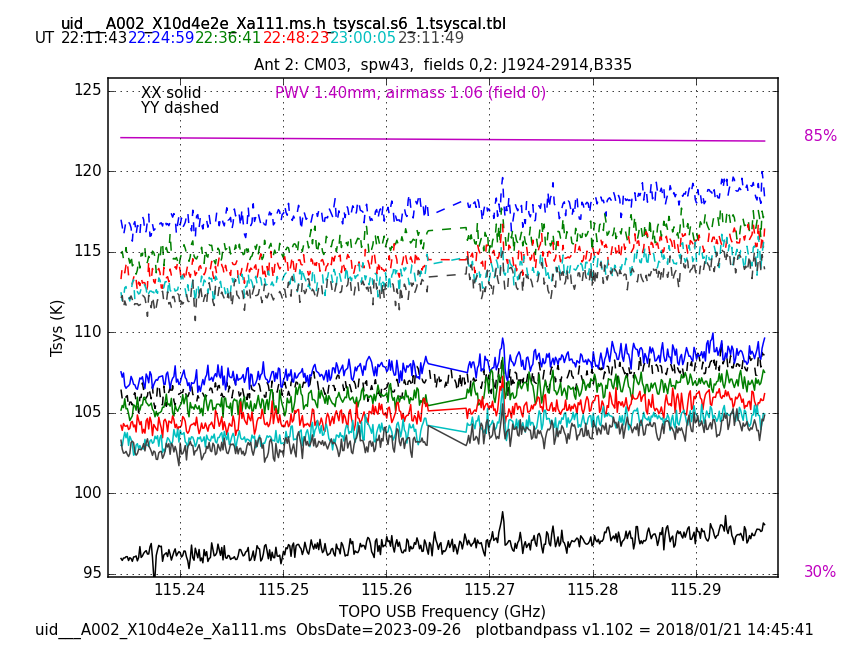 uid___A002_X10d4e2e_Xa111.ms.h_tsyscal.s6_1.tsyscal.tbl
UT 22:11:43 22:24:59 22:36:41 22:48:23 23:00:05 23:11:49
Ant 2: CM03,  spw43,  fields 0,2: J1924-2914,B335
XX solid
PWV 1.40mm, airmass 1.06 (field 0)
YY dashed
125
120
115
110
105
100
95
85%
30%
Tsys (K)
115.24 115.25 115.26 115.27 115.28 115.29
TOPO USB Frequency (GHz)
uid___A002_X10d4e2e_Xa111.ms  ObsDate=2023-09-26   plotbandpass v1.102 = 2018/01/21 14:45:41